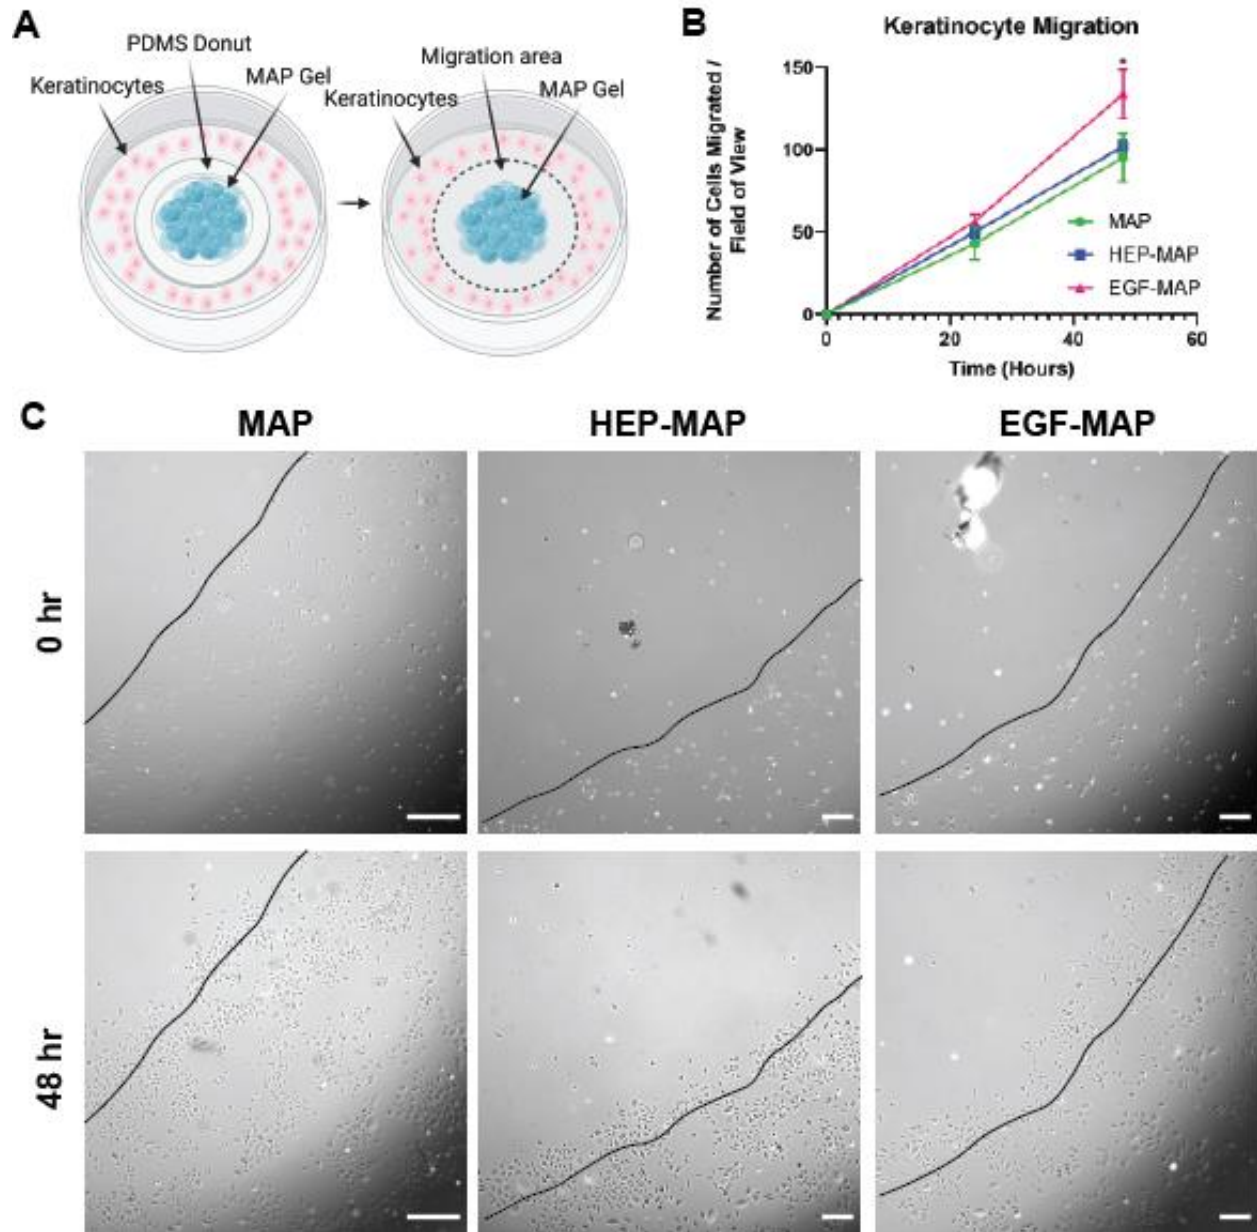 A
PDMS Donut
Keratinocytes
MAP Gel
Migration area
Keratinocytes
MAP Gel
B
Keratinocyte Migration
Number of Cells Migrated /
Field of View
150
100
50
0
*
MAP
HEP-MAP
EGF-MAP
0
20
40
60
Time (Hours)
C
MAP
HEP-MAP
EGF-MAP
0 hr
48 hr